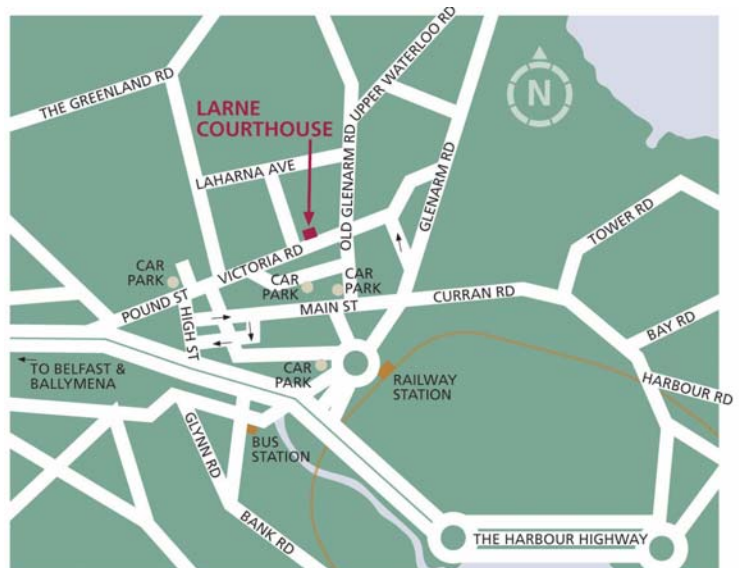 UPPER WATERLOO RD
THE GREENLAND RD
N
LARNE
COURTHOUSE
LAHARNA AVE
OLD GLENARM RD
GLENARM RD
TOWER RD
VICTORIA RD
CAR
PARK
CAR
PARK
CAR
PARK
POUND ST
HIGH ST
MAIN ST
CURRAN RD
BAY RD
TO BELFAST &
BALLYMENA
CAR
PARK
RAILWAY
STATION
HARBOUR RD
GLYNN RD
BUS
STATION
BANK RD
THE HARBOUR HIGHWAY